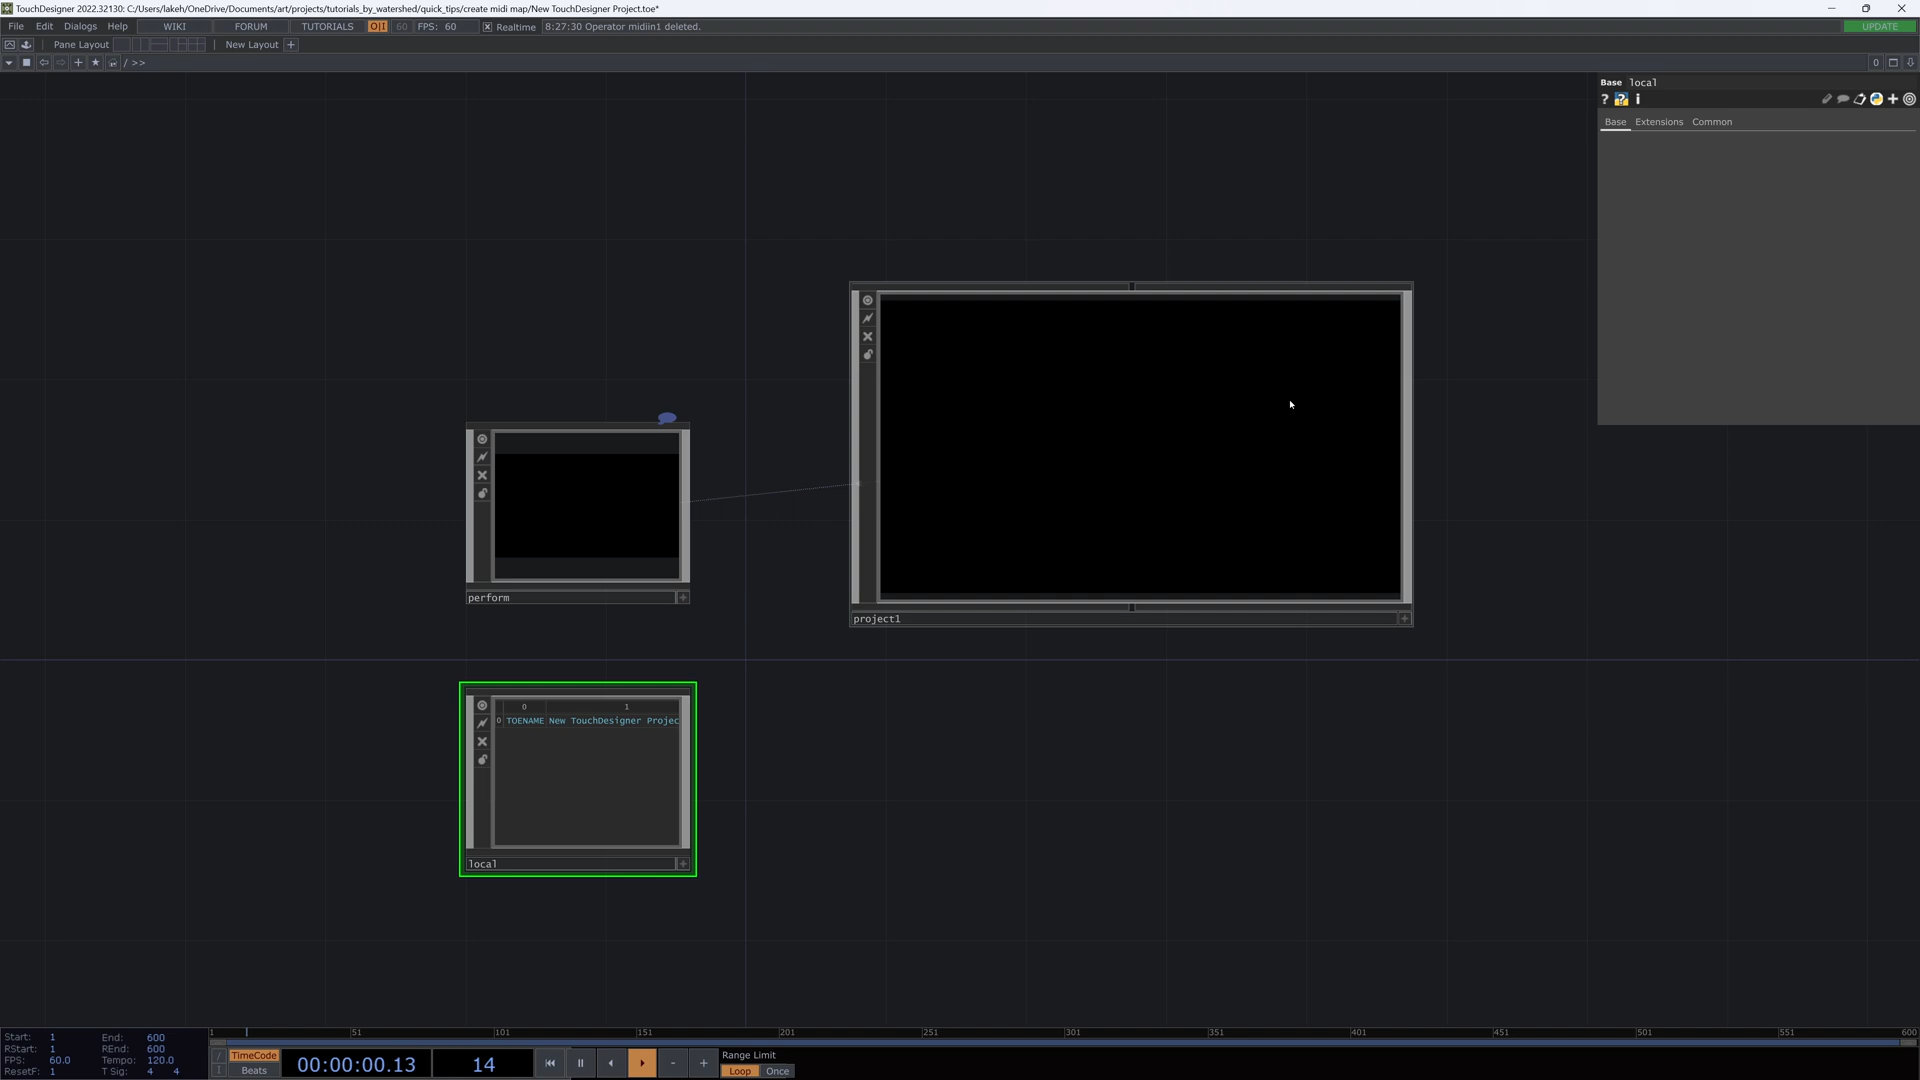 TouchDesigner 2022.32130: C:/Users/lakeh/OneDrive/Documents/art/projects/tutorials_by_watershed/quick_tips/create midi map/New TouchDesigner Project.toe*
File Edit Dialogs Help WIKI FORUM TUTORIALS O|I 60 FPS: 60 Realtime 8:27:30 Operator midiin1 deleted. UPDATE
Pane Layout New Layout +
/ >> 0
Base local
? ? i
Base Extensions Common
perform
project1
0 1
0 TOENAME New TouchDesigner Projec
local
1 51 101 151 201 251 301 351 401 451 501 551 600
Start: 1 End: 600
RStart: 1 REnd: 600
FPS: 60.0 Tempo: 120.0
ResetF: 1 T Sig: 4 4
TimeCode
Beats
00:00:00.13 14
- +
Range Limit
Loop Once